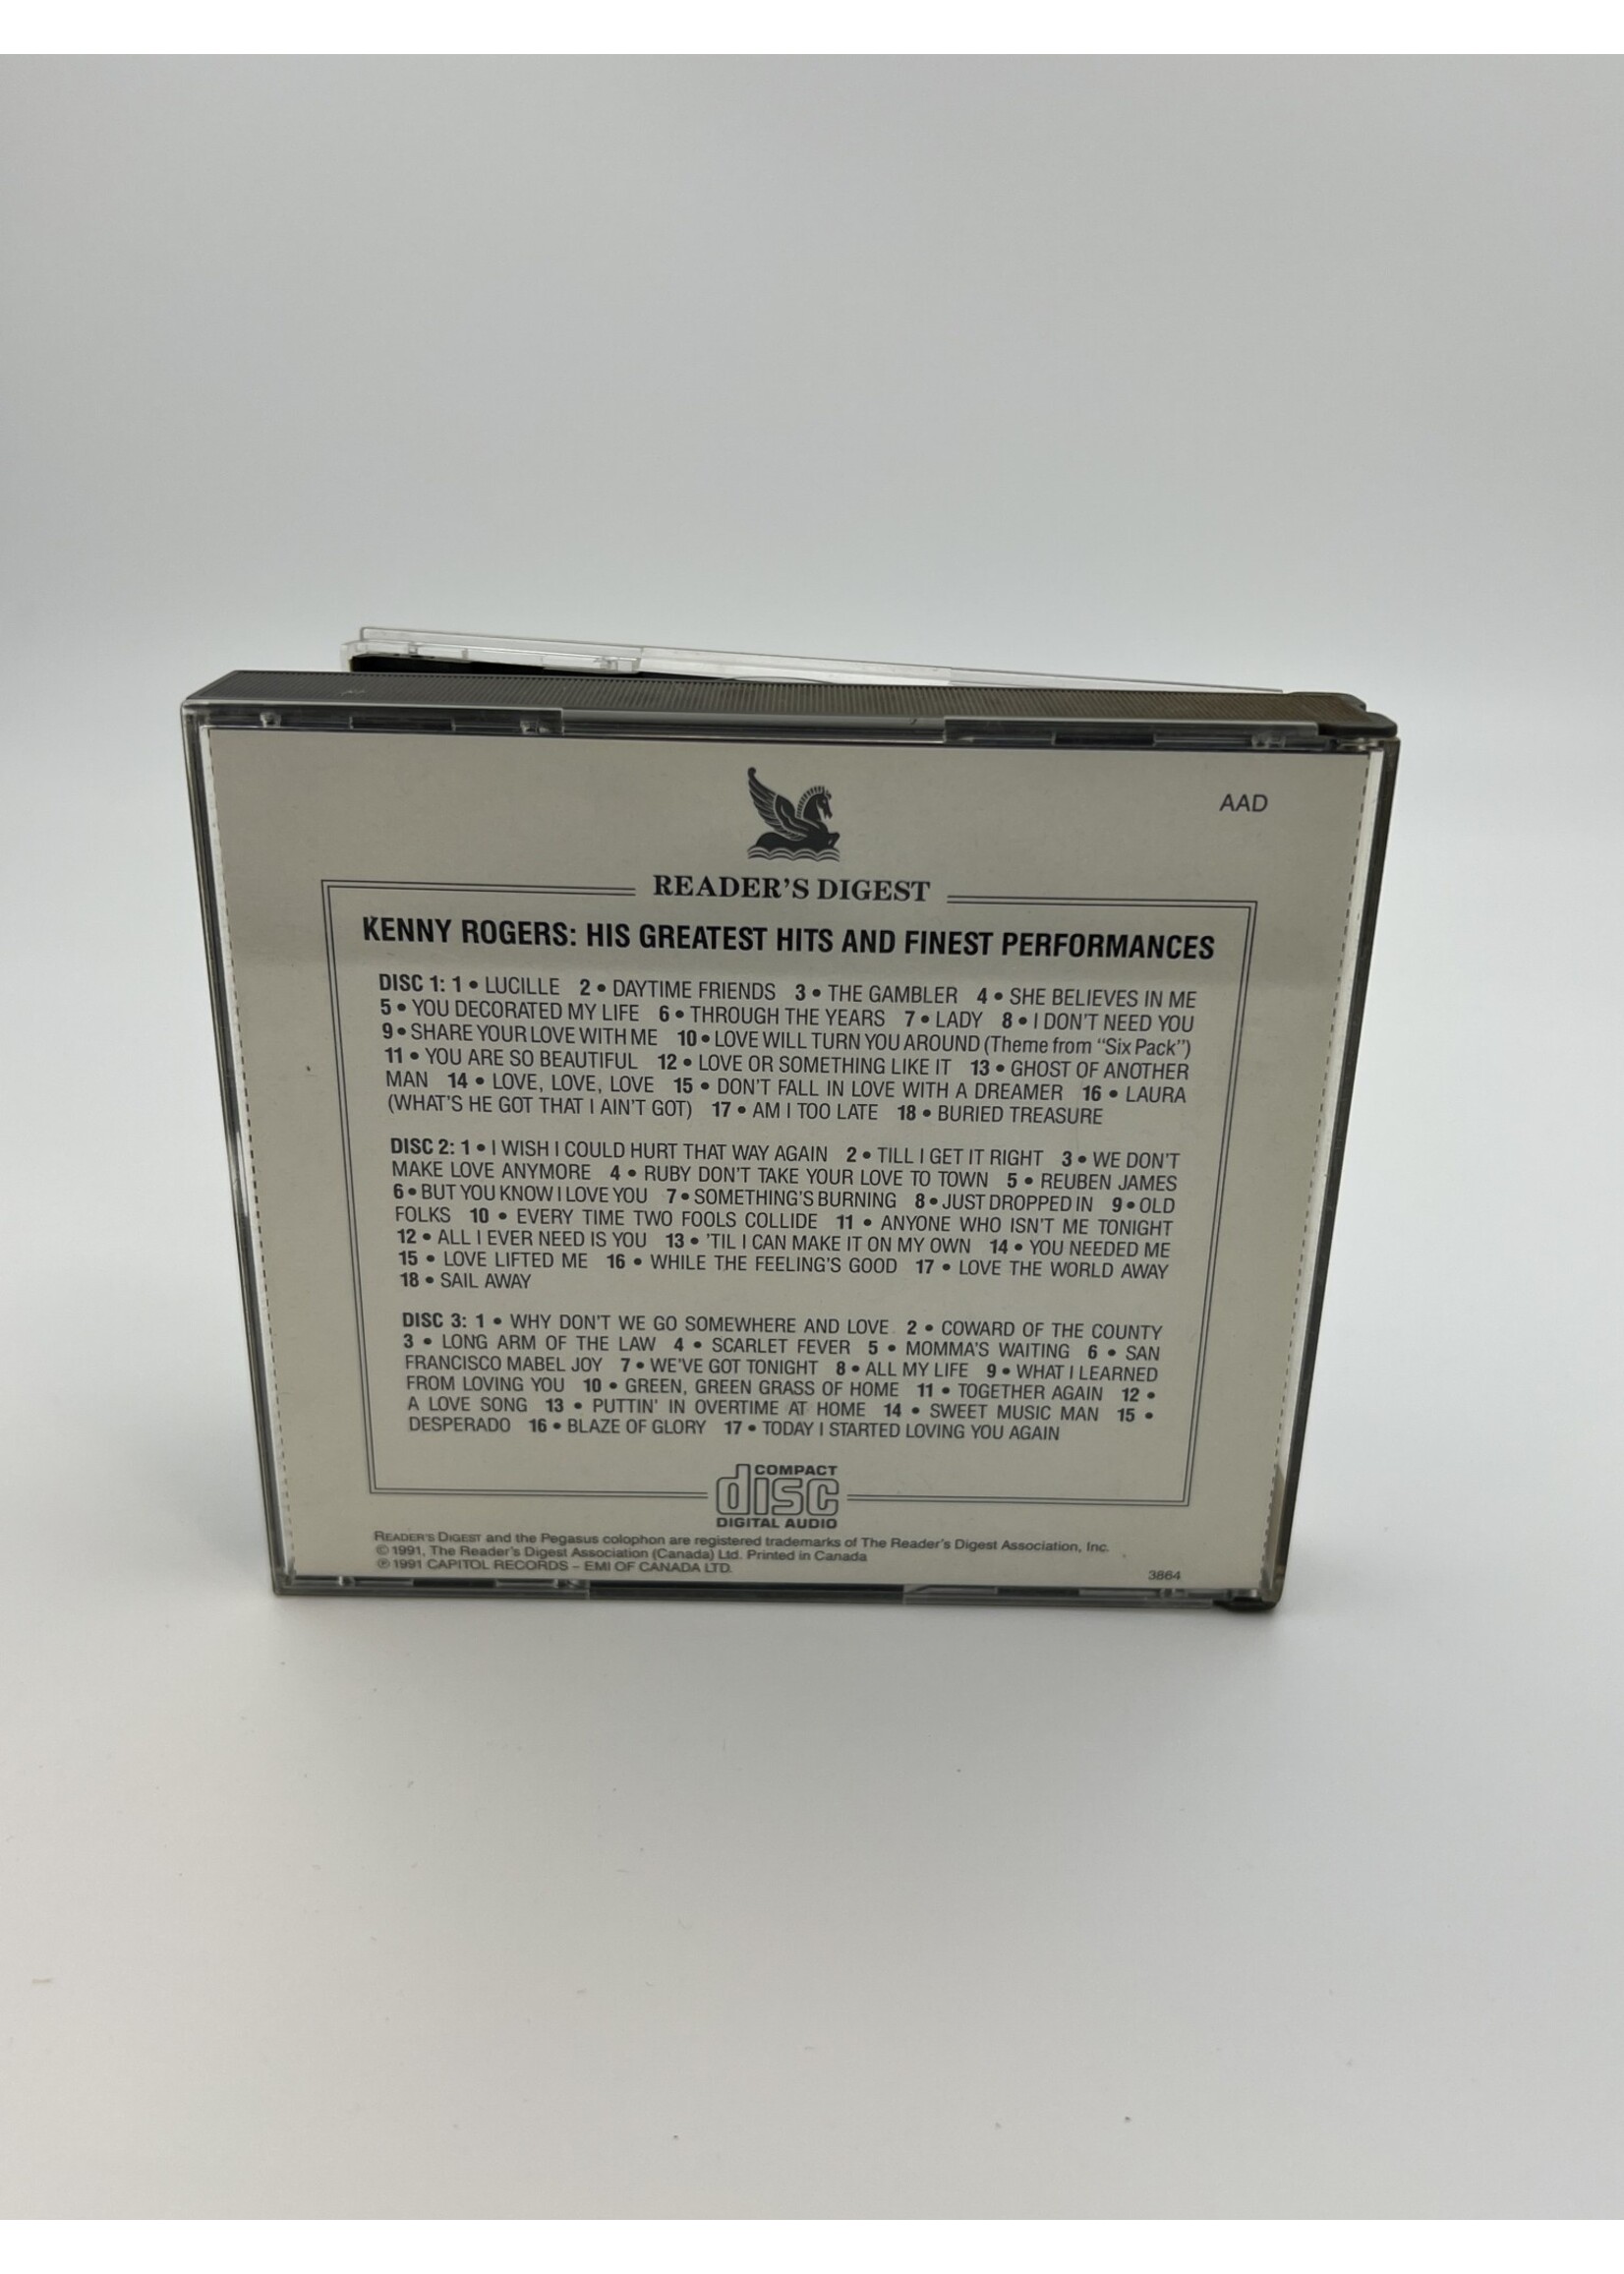 AAD
READER'S DIGEST
KENNY ROGERS: HIS GREATEST HITS AND FINEST PERFORMANCES
DISC 1: 1 • LUCILLE 2 • DAYTIME FRIENDS 3 • THE GAMBLER 4 • SHE BELIEVES IN ME
5 • YOU DECORATED MY LIFE 6 • THROUGH THE YEARS 7 • LADY 8 • I DON'T NEED YOU
9 • SHARE YOUR LOVE WITH ME 10 • LOVE WILL TURN YOU AROUND (Theme from "Six Pack")
11 • YOU ARE SO BEAUTIFUL 12 • LOVE OR SOMETHING LIKE IT 13 • GHOST OF ANOTHER
MAN 14 • LOVE, LOVE, LOVE 15 • DON'T FALL IN LOVE WITH A DREAMER 16 • LAURA
(WHAT'S HE GOT THAT I AIN'T GOT) 17 • AM I TOO LATE 18 • BURIED TREASURE
DISC 2: 1 • I WISH I COULD HURT THAT WAY AGAIN 2 • TILL I GET IT RIGHT 3 • WE DON'T
MAKE LOVE ANYMORE 4 • RUBY DON'T TAKE YOUR LOVE TO TOWN 5 • REUBEN JAMES
6 • BUT YOU KNOW I LOVE YOU 7 • SOMETHING'S BURNING 8 • JUST DROPPED IN 9 • OLD
FOLKS 10 • EVERY TIME TWO FOOLS COLLIDE 11 • ANYONE WHO ISN'T ME TONIGHT
12 • ALL I EVER NEED IS YOU 13 • 'TIL I CAN MAKE IT ON MY OWN 14 • YOU NEEDED ME
15 • LOVE LIFTED ME 16 • WHILE THE FEELING'S GOOD 17 • LOVE THE WORLD AWAY
18 • SAIL AWAY
DISC 3: 1 • WHY DON'T WE GO SOMEWHERE AND LOVE 2 • COWARD OF THE COUNTY
3 • LONG ARM OF THE LAW 4 • SCARLET FEVER 5 • MOMMA'S WAITING 6 • SAN
FRANCISCO MABEL JOY 7 • WE'VE GOT TONIGHT 8 • ALL MY LIFE 9 • WHAT I LEARNED
FROM LOVING YOU 10 • GREEN, GREEN GRASS OF HOME 11 • TOGETHER AGAIN 12 •
A LOVE SONG 13 • PUTTIN' IN OVERTIME AT HOME 14 • SWEET MUSIC MAN 15 •
DESPERADO 16 • BLAZE OF GLORY 17 • TODAY I STARTED LOVING YOU AGAIN
COMPACT
disc
DIGITAL AUDIO
READER'S DIGEST and the Pegasus colophon are registered trademarks of The Reader's Digest Association, Inc.
© 1991, The Reader's Digest Association (Canada) Ltd. Printed in Canada
℗ 1991 CAPITOL RECORDS – EMI OF CANADA LTD.
3864